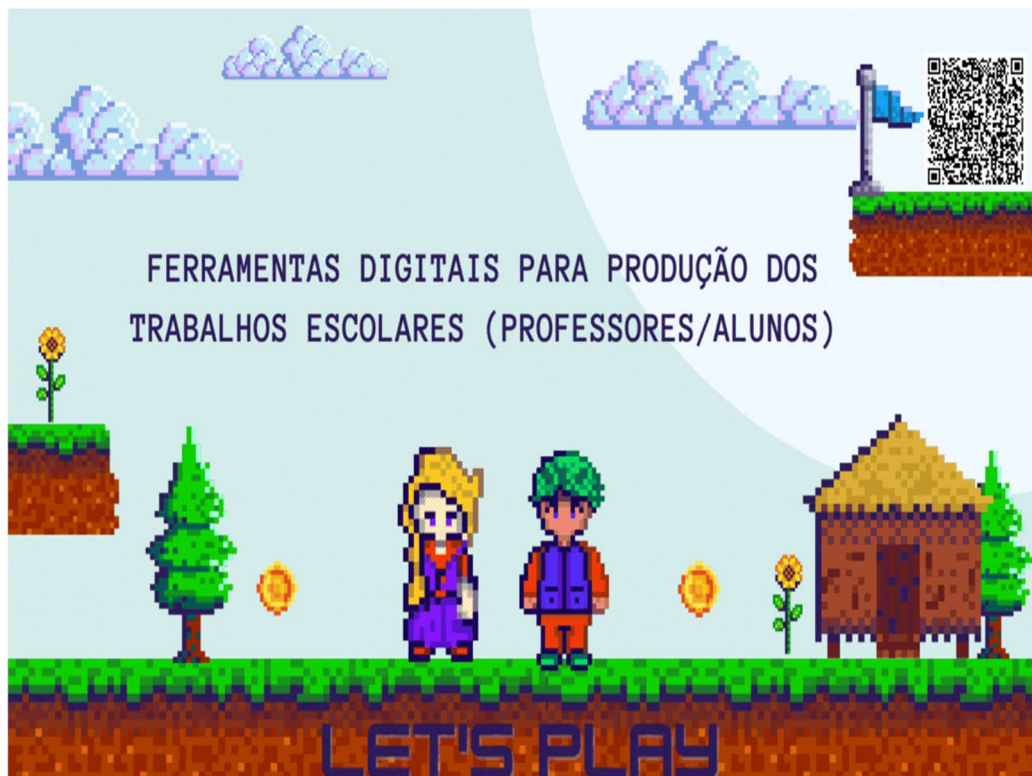 FERRAMENTAS DIGITAIS PARA PRODUÇÃO DOS
TRABALHOS ESCOLARES (PROFESSORES/ALUNOS)
LET'S PLAY